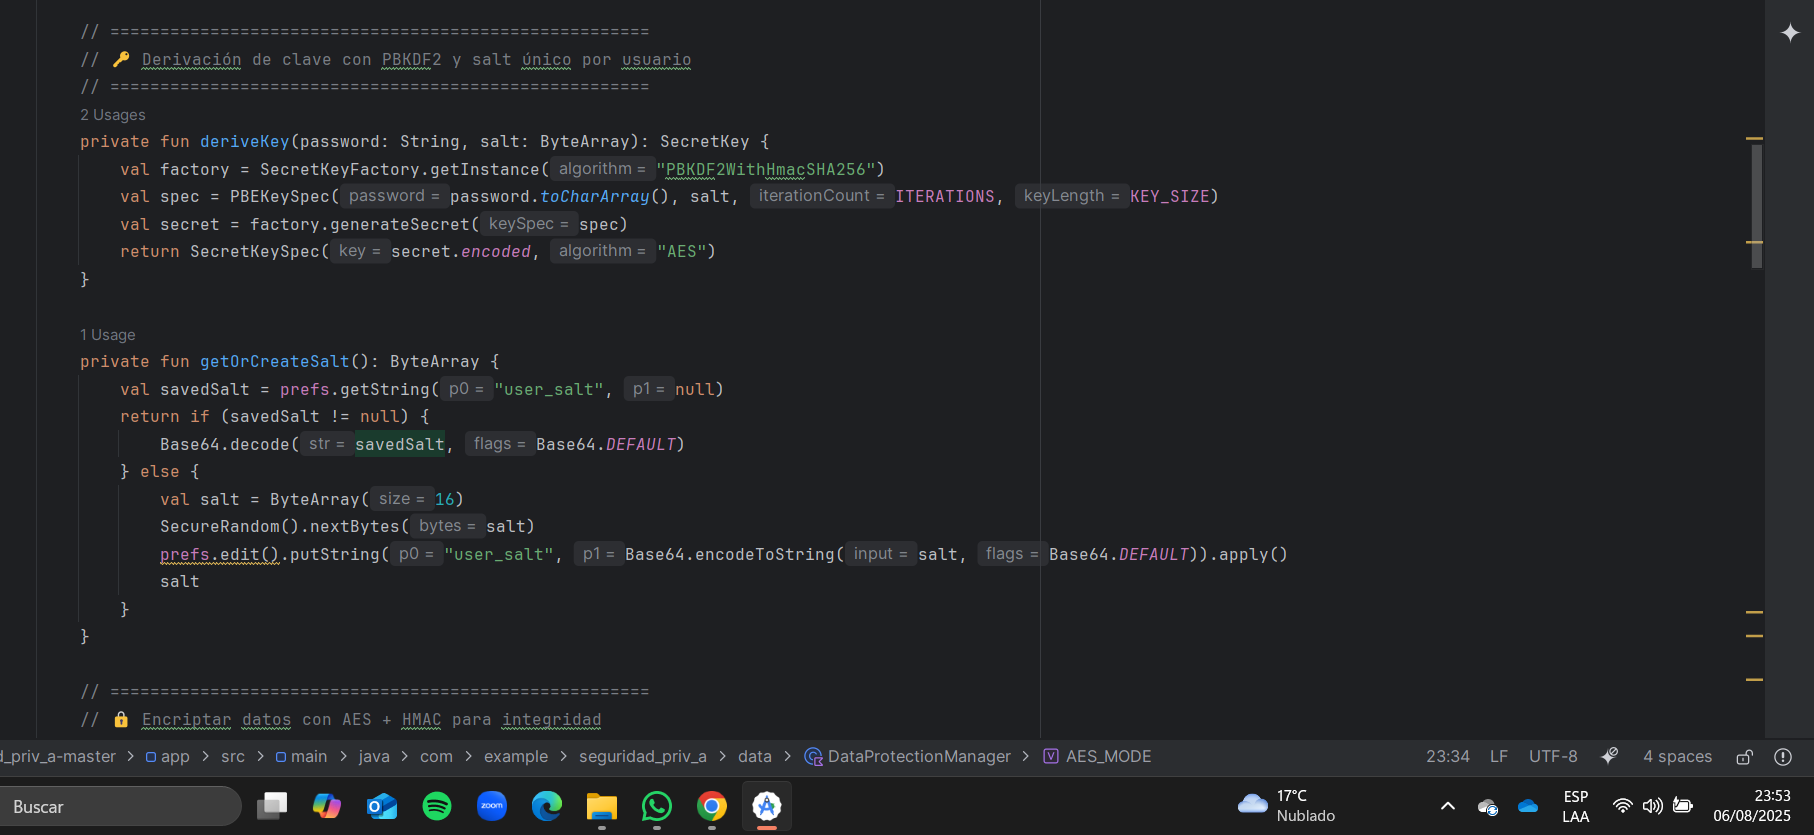 // ======================================================
// 🔑 Derivación de clave con PBKDF2 y salt único por usuario
// ======================================================
2 Usages
private fun deriveKey(password: String, salt: ByteArray): SecretKey {
val factory = SecretKeyFactory.getInstance( algorithm = "PBKDF2WithHmacSHA256")
val spec = PBEKeySpec( password = password.toCharArray(), salt, iterationCount = ITERATIONS, keyLength = KEY_SIZE)
val secret = factory.generateSecret( keySpec = spec)
return SecretKeySpec( key = secret.encoded, algorithm = "AES")
}
1 Usage
private fun getOrCreateSalt(): ByteArray {
val savedSalt = prefs.getString( p0 = "user_salt", p1 = null)
return if (savedSalt != null) {
Base64.decode( str = savedSalt, flags = Base64.DEFAULT)
} else {
val salt = ByteArray( size = 16)
SecureRandom().nextBytes( bytes = salt)
prefs.edit().putString( p0 = "user_salt", p1 = Base64.encodeToString( input = salt, flags = Base64.DEFAULT)).apply()
salt
}
}
// ======================================================
// 🔒 Encriptar datos con AES + HMAC para integridad
d_priv_a-master > app > src > main > java > com > example > seguridad_priv_a > data > DataProtectionManager > AES_MODE 23:34 LF UTF-8 4 spaces
Buscar
zoom
17°C
Nublado
ESP
LAA
23:53
06/08/2025